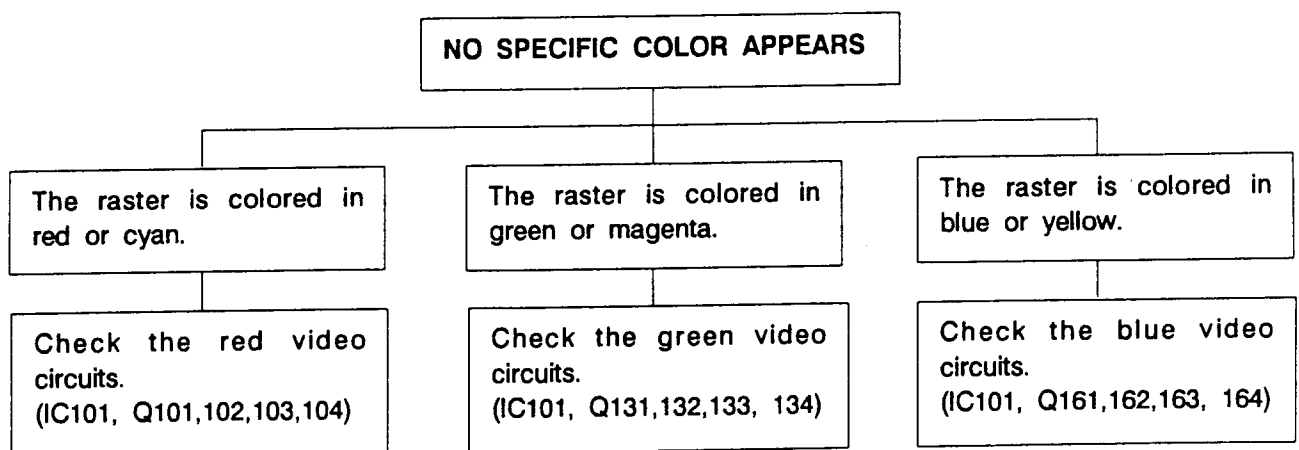 NO SPECIFIC COLOR APPEARS
The raster is colored in
red or cyan.
Check the red video
circuits.
(IC101, Q101,102,103,104)
The raster is colored in
green or magenta.
Check the green video
circuits.
(IC101, Q131,132,133, 134)
The raster is colored in
blue or yellow.
Check the blue video
circuits.
(IC101, Q161,162,163, 164)